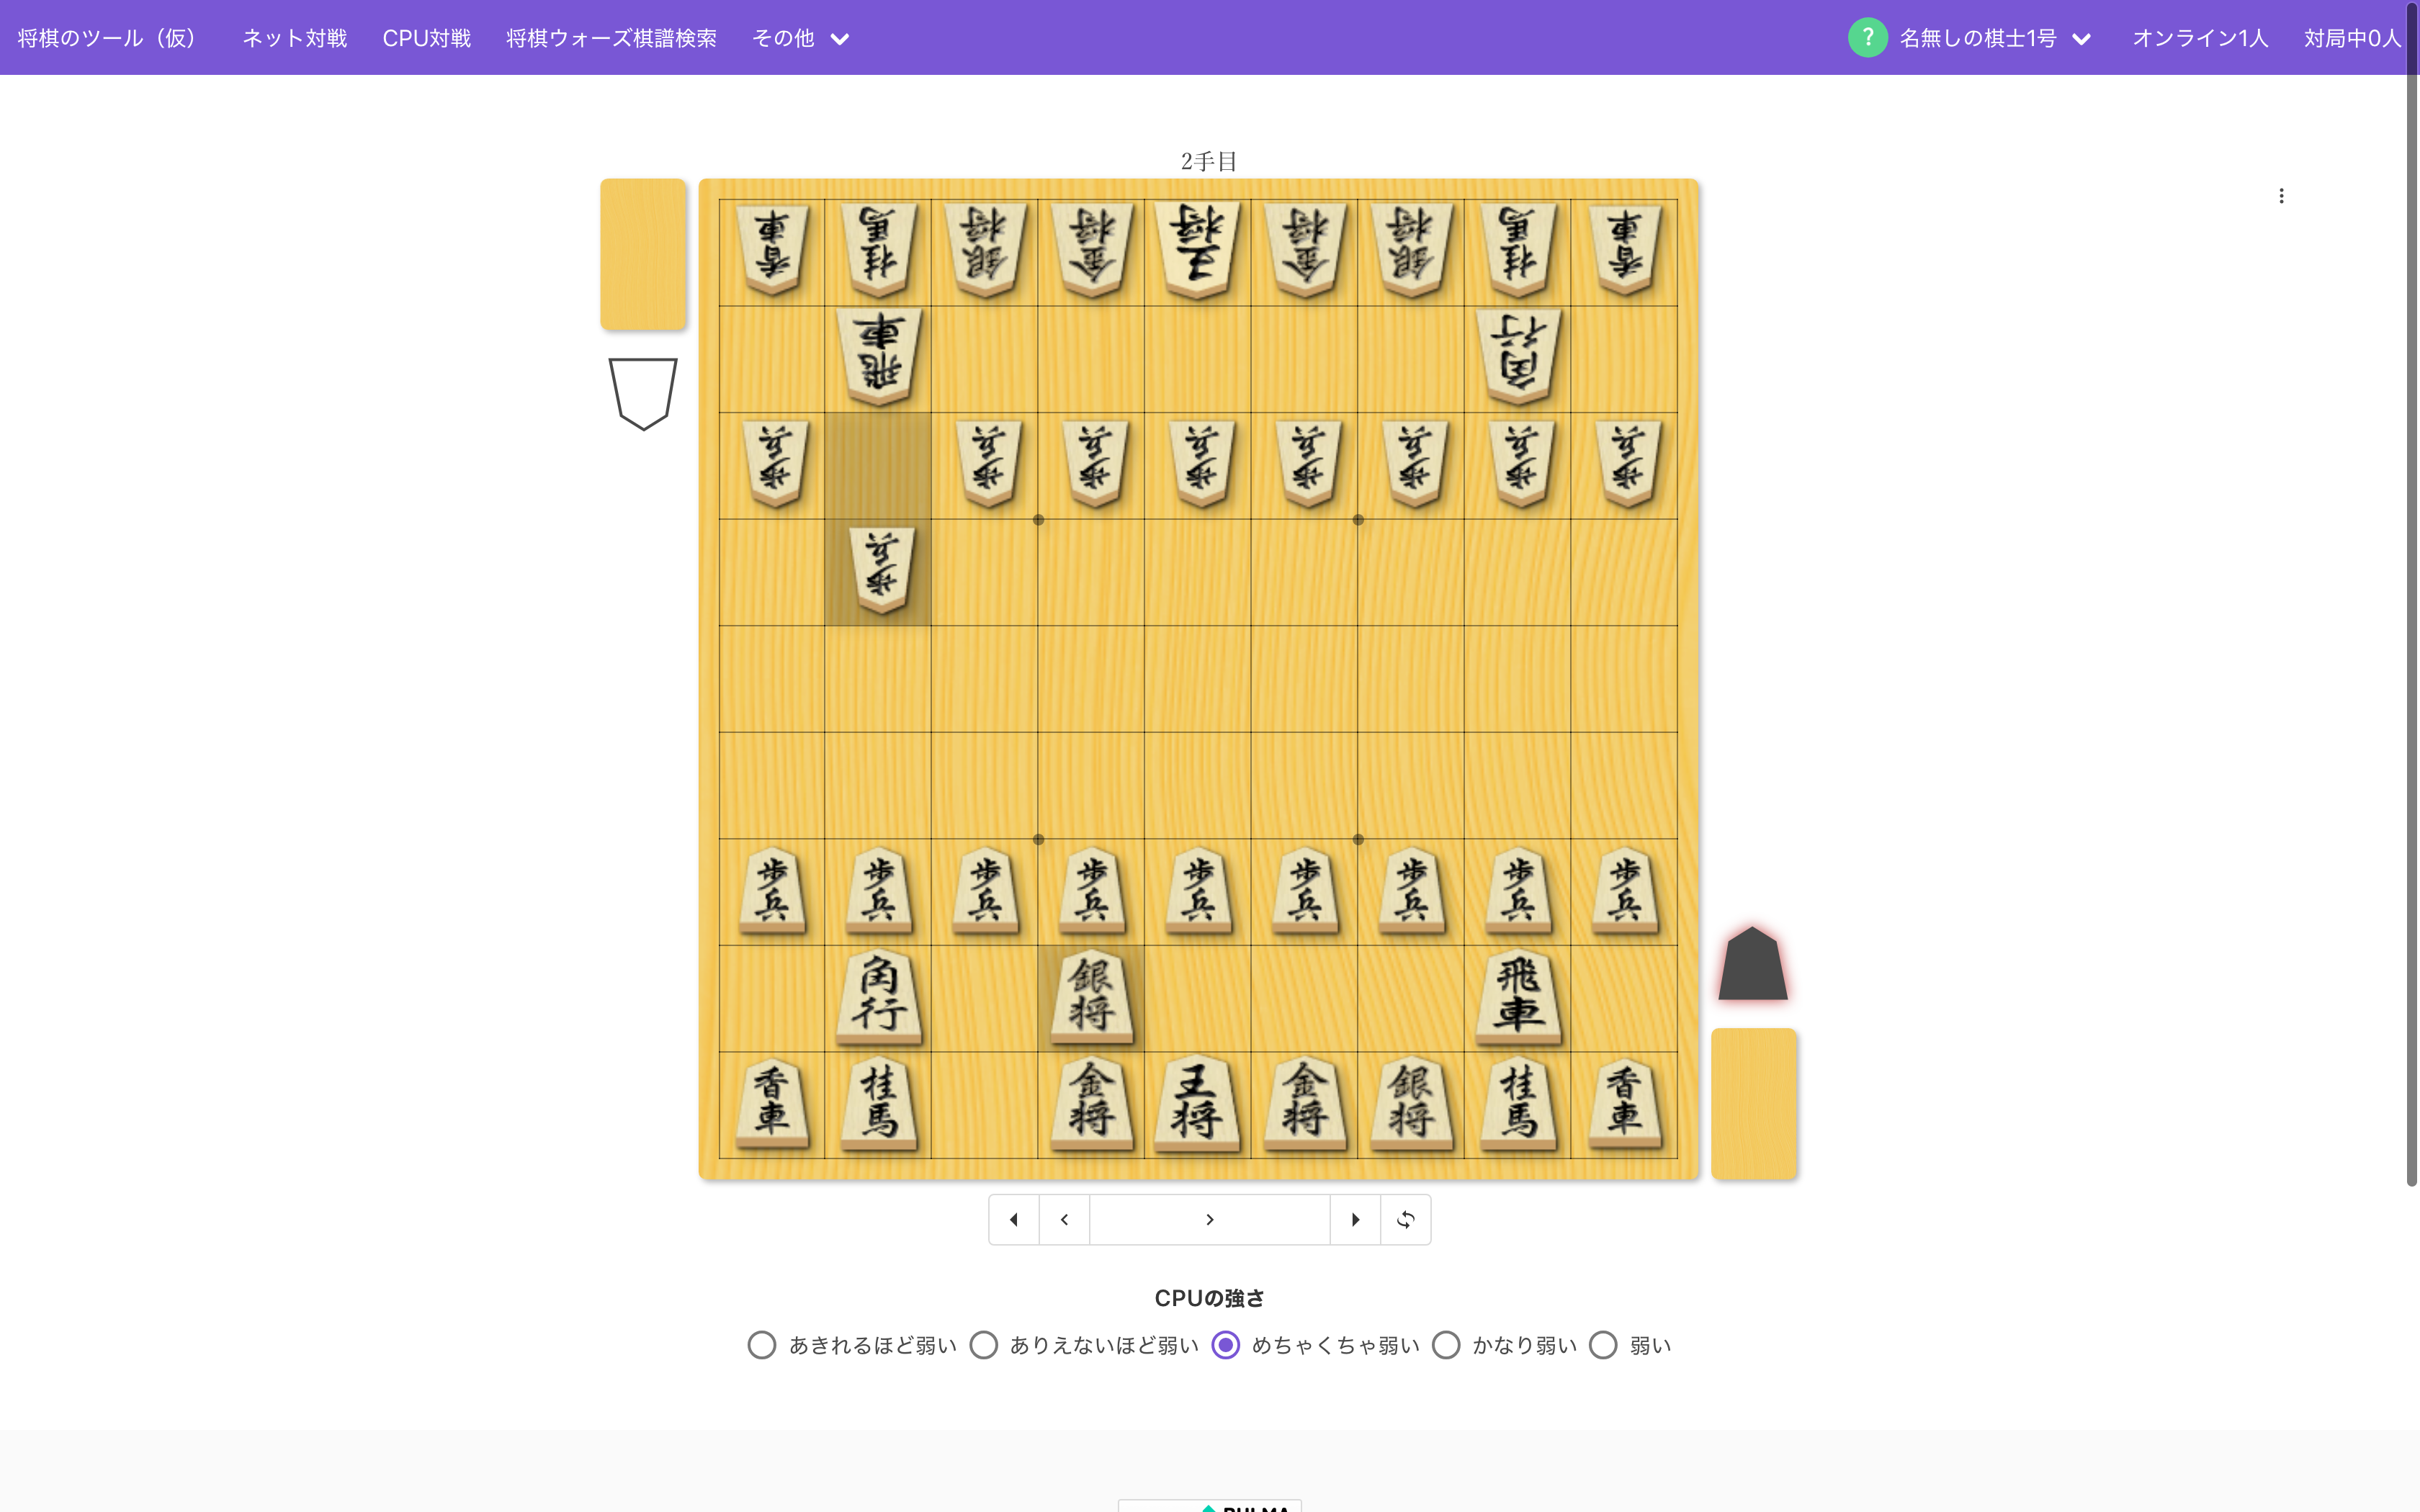 将棋のツール（仮） ネット対戦 CPU対戦 将棋ウォーズ棋譜検索 その他 ? 名無しの棋士1号 オンライン1人 対局中0人
2手目
香車 桂馬 銀将 金将 王将 金将 銀将 桂馬 香車
飛車 角行
歩兵 歩兵 歩兵 歩兵 歩兵 歩兵 歩兵 歩兵
歩兵
歩兵 歩兵 歩兵 歩兵 歩兵 歩兵 歩兵 歩兵 歩兵
角行 銀将 飛車
香車 桂馬 金将 王将 金将 銀将 桂馬 香車
CPUの強さ
あきれるほど弱い ありえないほど弱い めちゃくちゃ弱い かなり弱い 弱い